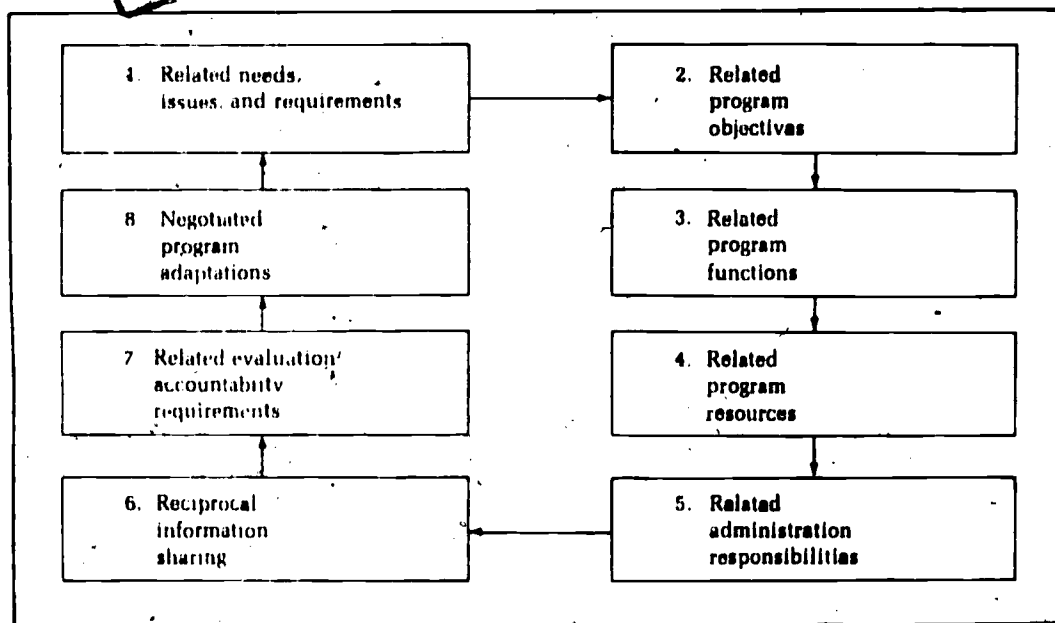 1. Related needs,
issues, and requirements
2. Related
program
objectivas
3. Related
program
functions
4. Related
program
resources
5. Ralatad
administration
responsibilitias
6. Reciprocal
information
sharing
7 Related evaluation/
accountability
requirements
8 Negotiated
program
adaptations